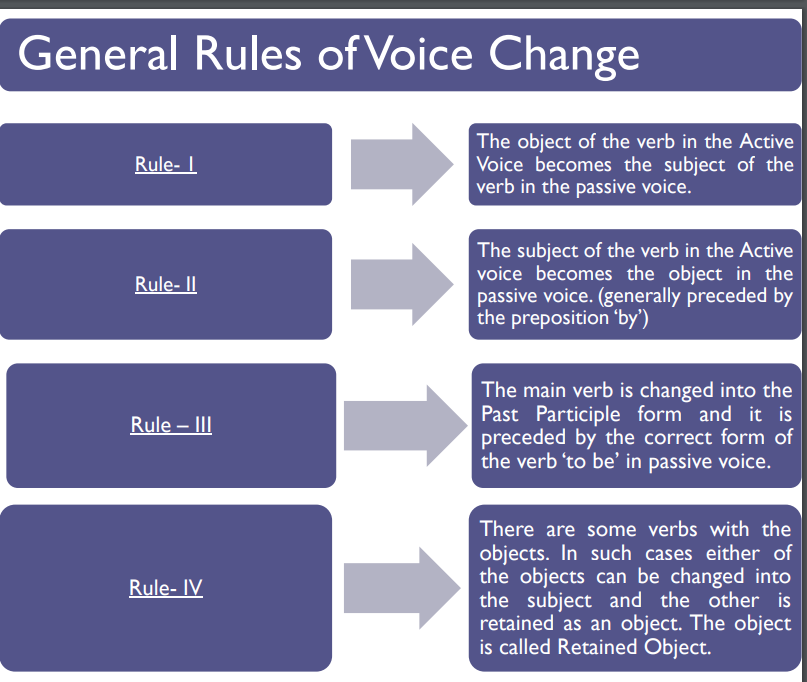 General Rules of Voice Change
Rule- I
The object of the verb in the Active
Voice becomes the subject of the
verb in the passive voice.
Rule- II
The subject of the verb in the Active
voice becomes the object in the
passive voice. (generally preceded by
the preposition ‘by’)
Rule – III
The main verb is changed into the
Past Participle form and it is
preceded by the correct form of
the verb ‘to be’ in passive voice.
Rule- IV
There are some verbs with the
objects. In such cases either of
the objects can be changed into
the subject and the other is
retained as an object. The object
is called Retained Object.